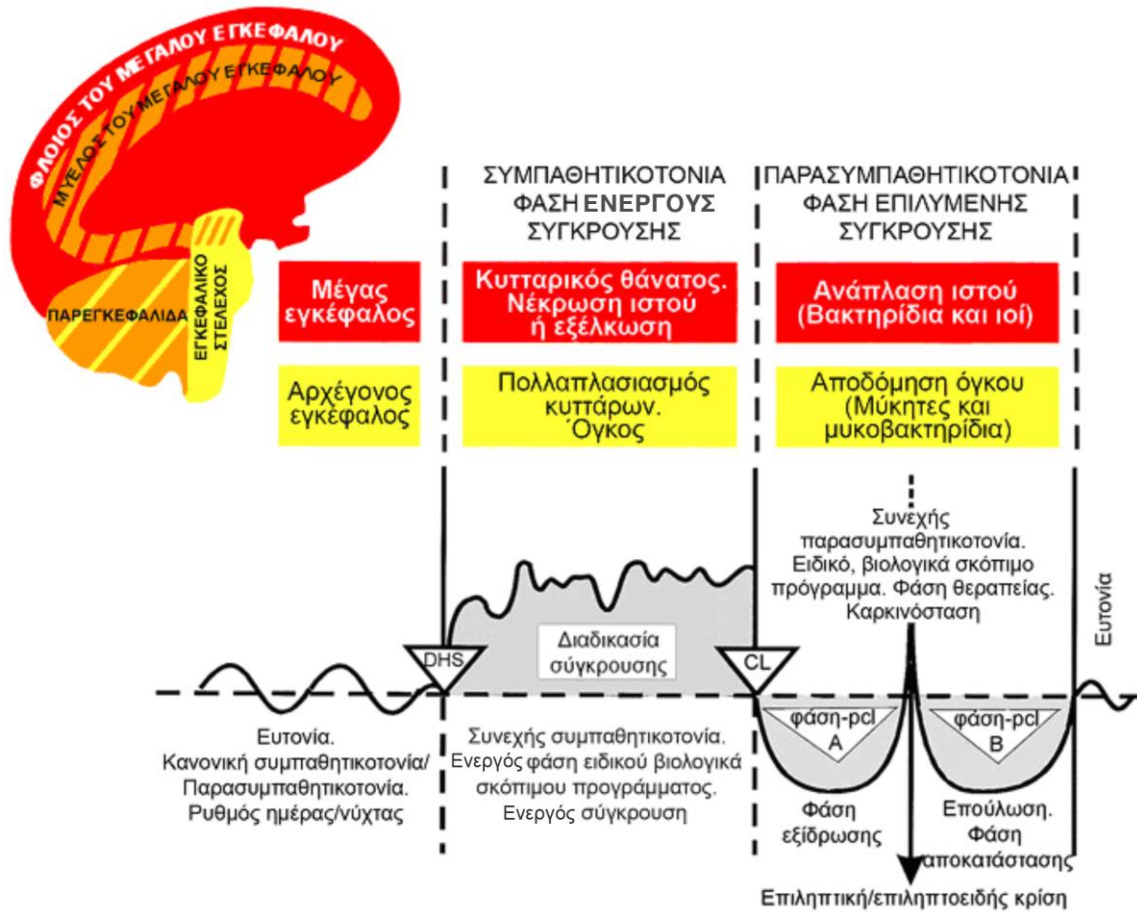 ΦΛΟΙΟΣ ΤΟΥ ΜΕΓΑΛΟΥ ΕΓΚΕΦΑΛΟΥ
ΜΥΕΛΟΣ ΤΟΥ ΜΕΓΑΛΟΥ ΕΓΚΕΦΑΛΟΥ
ΠΑΡΕΓΚΕΦΑΛΙΔΑ
ΕΓΚΕΦΑΛΙΚΟ
ΣΤΕΛΕΧΟΣ
ΣΥΜΠΑΘΗΤΙΚΟΤΟΝΙΑ
ΦΑΣΗ ΕΝΕΡΓΟΥΣ
ΣΥΓΚΡΟΥΣΗΣ
ΠΑΡΑΣΥΜΠΑΘΗΤΙΚΟΤΟΝΙΑ
ΦΑΣΗ ΕΠΙΛΥΜΕΝΗΣ
ΣΥΓΚΡΟΥΣΗΣ
Μέγας
εγκέφαλος
Κυτταρικός θάνατος.
Νέκρωση ιστού
ή εξέλκωση
Ανάπλαση ιστού
(Βακτηρίδια και ιοί)
Αρχέγονος
εγκέφαλος
Πολλαπλασιασμός
κυττάρων.
Όγκος
Αποδόμηση όγκου
(Μύκητες και
μυκοβακτηρίδια)
Συνεχής
παρασυμπαθητικοτονία.
Ειδικό, βιολογικά σκόπιμο
πρόγραμμα. Φάση θεραπείας.
Καρκινόσταση
Ευτονία
DHS
Διαδικασία
σύγκρουσης
CL
φάση-pcl
A
φάση-pcl
B
Ευτονία.
Κανονική συμπαθητικοτονία/
Παρασυμπαθητικοτονία.
Ρυθμός ημέρας/νύχτας
Συνεχής συμπαθητικοτονία.
Ενεργός φάση ειδικού βιολογικά
σκόπιμου προγράμματος.
Ενεργός σύγκρουση
Φάση
εξίδρωσης
Επούλωση.
Φάση
αποκατάστασης
Επιληπτική/επιληπτοειδής κρίση